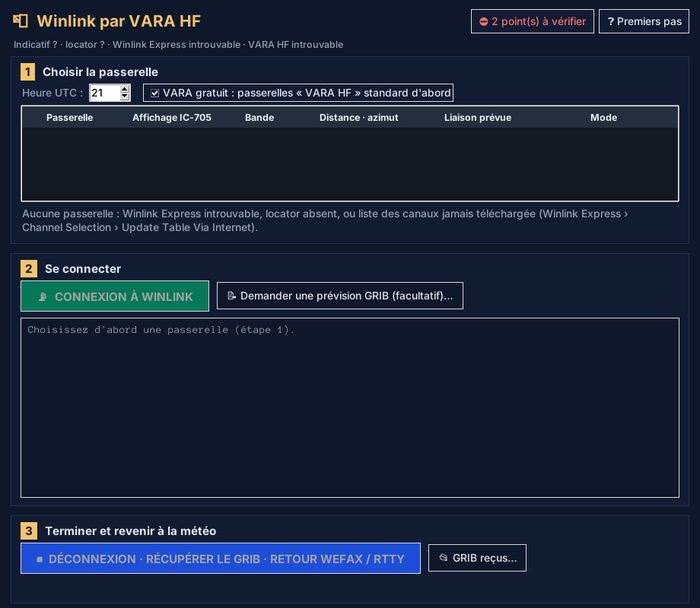 Winlink par VARA HF
2 point(s) à vérifier
? Premiers pas
Indicatif ? · locator ? · Winlink Express introuvable · VARA HF introuvable
1 Choisir la passerelle
Heure UTC : 21
VARA gratuit : passerelles « VARA HF » standard d'abord
Passerelle Affichage IC-705 Bande Distance · azimut Liaison prévue Mode
Aucune passerelle : Winlink Express introuvable, locator absent, ou liste des canaux jamais téléchargée (Winlink Express ›
Channel Selection › Update Table Via Internet).
2 Se connecter
CONNEXION À WINLINK
Demander une prévision GRIB (facultatif)…
Choisissez d'abord une passerelle (étape 1).
3 Terminer et revenir à la météo
DÉCONNEXION · RÉCUPÉRER LE GRIB · RETOUR WEFAX / RTTY
GRIB reçus…